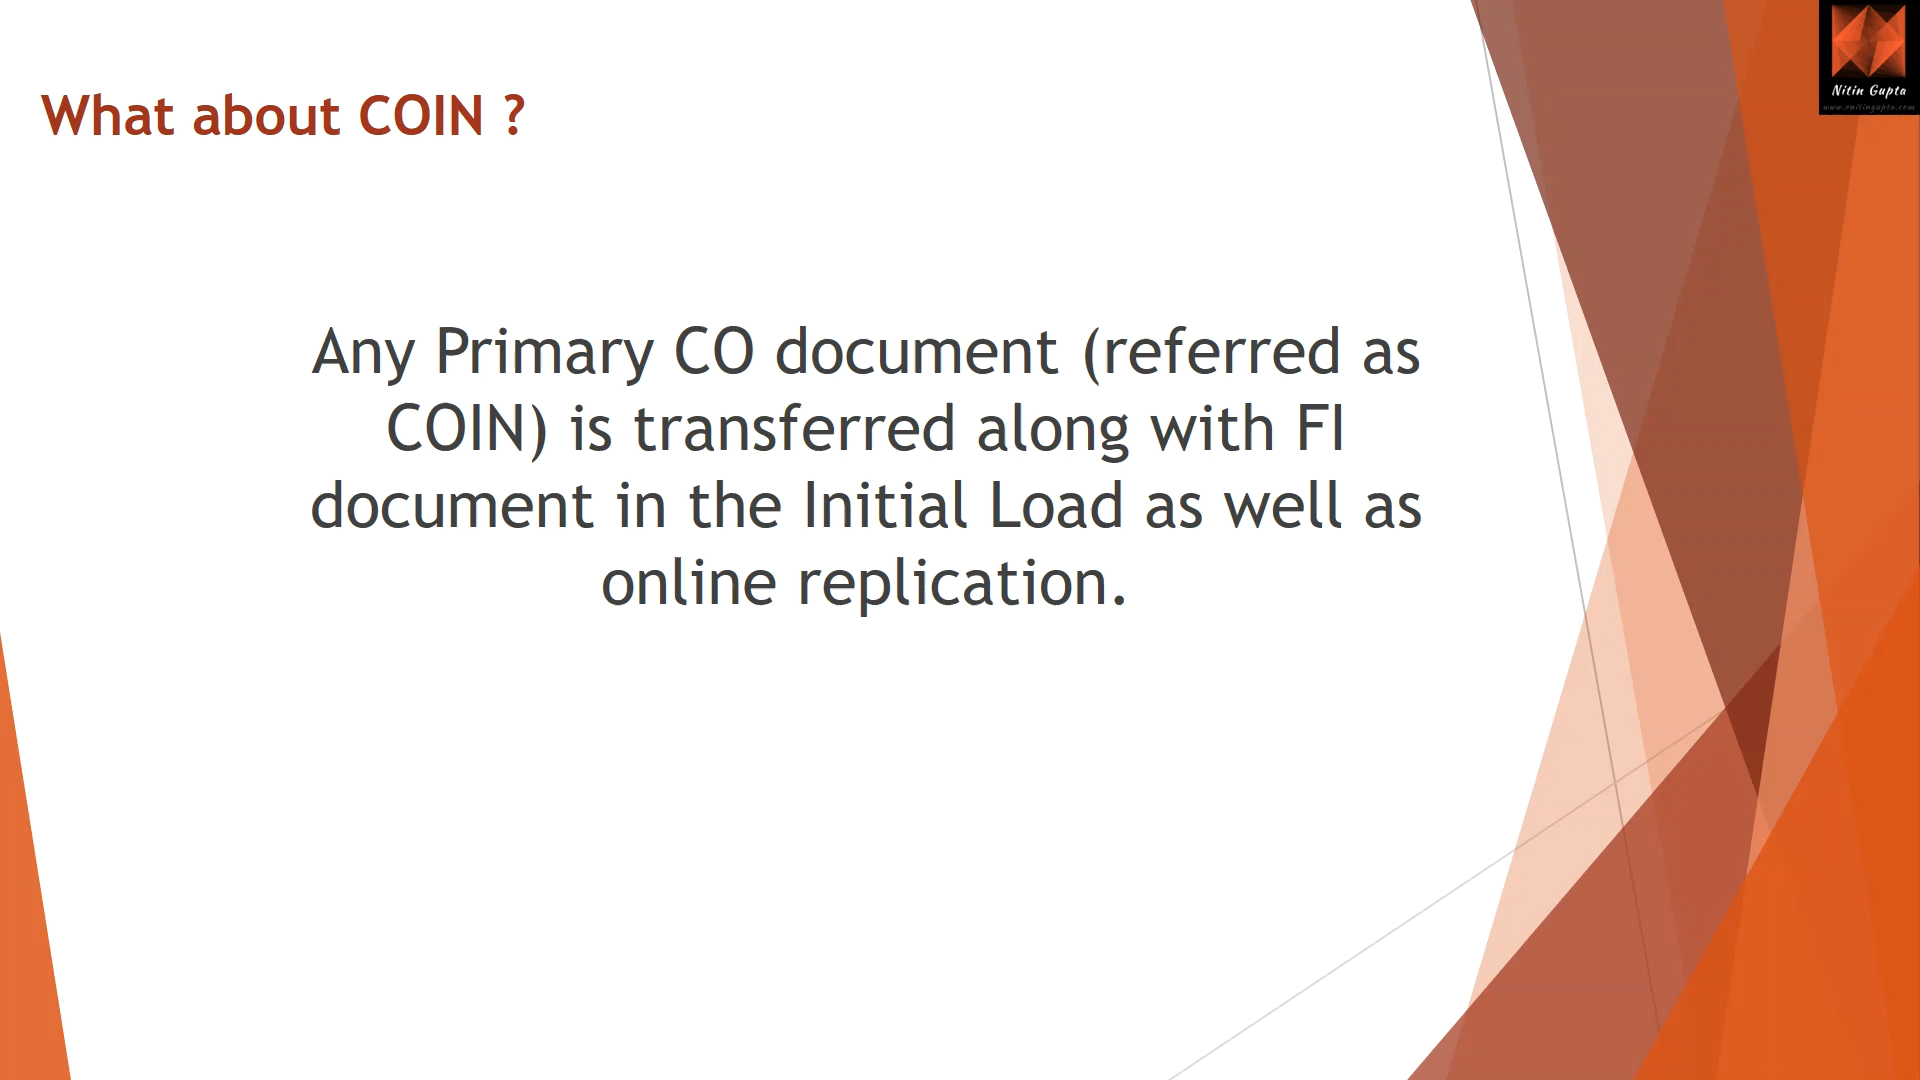 What about COIN ?
Any Primary CO document (referred as
COIN) is transferred along with FI
document in the Initial Load as well as
online replication.
Nitin Gupta